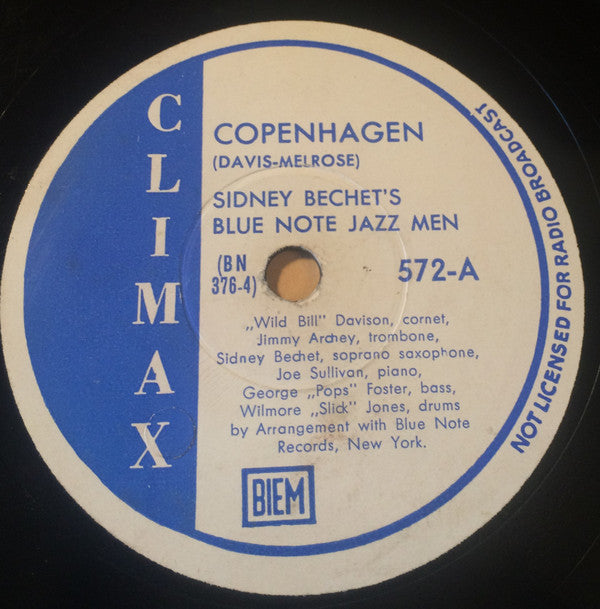 CLIMAX
COPENHAGEN
(DAVIS-MELROSE)
SIDNEY BECHET'S
BLUE NOTE JAZZ MEN
(BN
376-4)
572-A
„Wild Bill" Davison, cornet,
Jimmy Archey, trombone,
Sidney Bechet, soprano saxophone,
Joe Sullivan, piano,
George „Pops" Foster, bass,
Wilmore „Slick" Jones, drums
by Arrangement with Blue Note
Records, New York.
BIEM
NOT LICENSED FOR RADIO BROADCAST